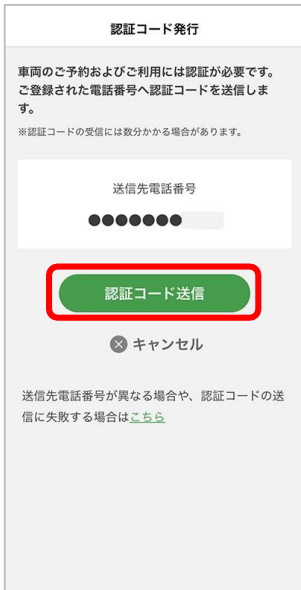 認証コード発行
車両のご予約およびご利用には認証が必要です。
ご登録された電話番号へ認証コードを送信しま
す。
※認証コードの受信には数分かかる場合があります。
送信先電話番号
●●●●●●●
認証コード送信
キャンセル
送信先電話番号が異なる場合や、認証コードの送
信に失敗する場合はこちら